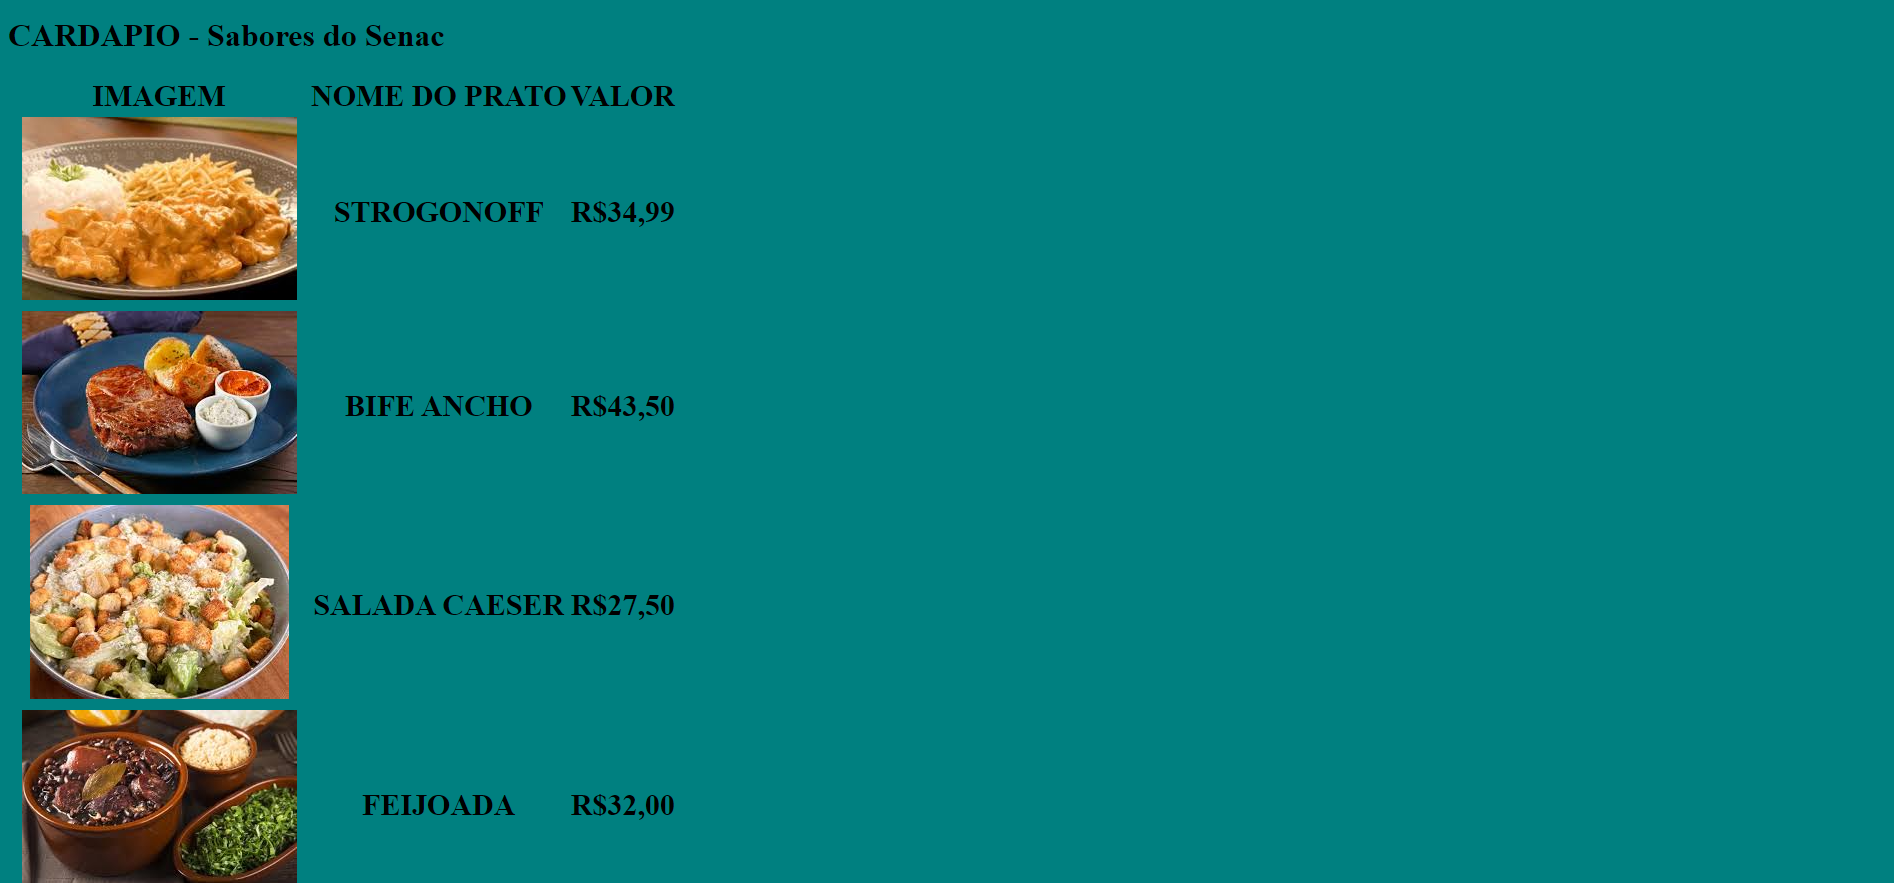 CARDAPIO - Sabores do Senac
IMAGEM NOME DO PRATO VALOR
STROGONOFF R$34,99
BIFE ANCHO R$43,50
SALADA CAESER R$27,50
FEIJOADA R$32,00